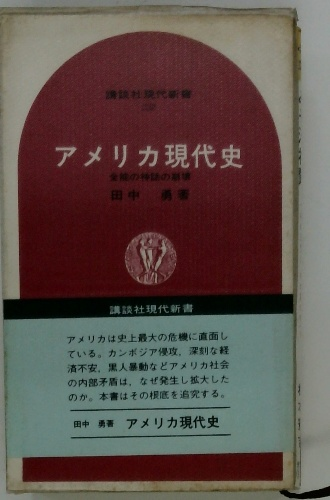 講談社現代新書
アメリカ現代史
全能の神話の崩壊
田中 勇著
講談社現代新書
アメリカは史上最大の危機に直面し
ている。カンボジア侵攻，深刻な経
済不安，黒人暴動などアメリカ社会
の内部矛盾は，なぜ発生し拡大した
のか。本書はその根底を追究する。
田中 勇著 アメリカ現代史